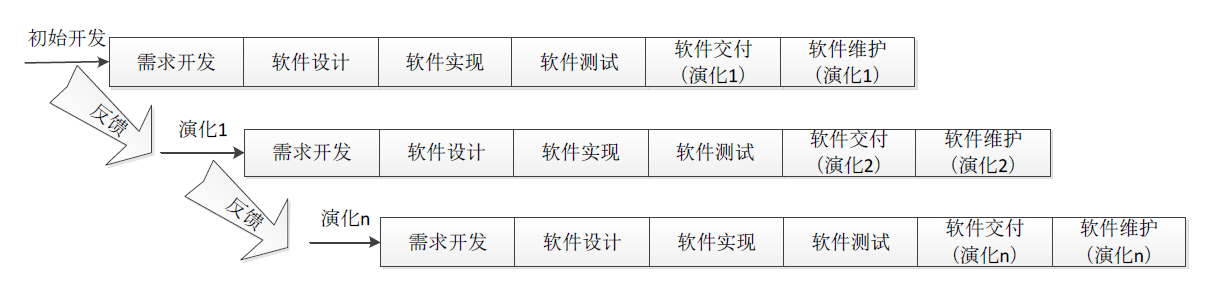 初始开发
需求开发
软件设计
软件实现
软件测试
软件交付
(演化1)
软件维护
(演化1)
反馈
演化1
需求开发
软件设计
软件实现
软件测试
软件交付
(演化2)
软件维护
(演化2)
反馈
演化n
需求开发
软件设计
软件实现
软件测试
软件交付
(演化n)
软件维护
(演化n)